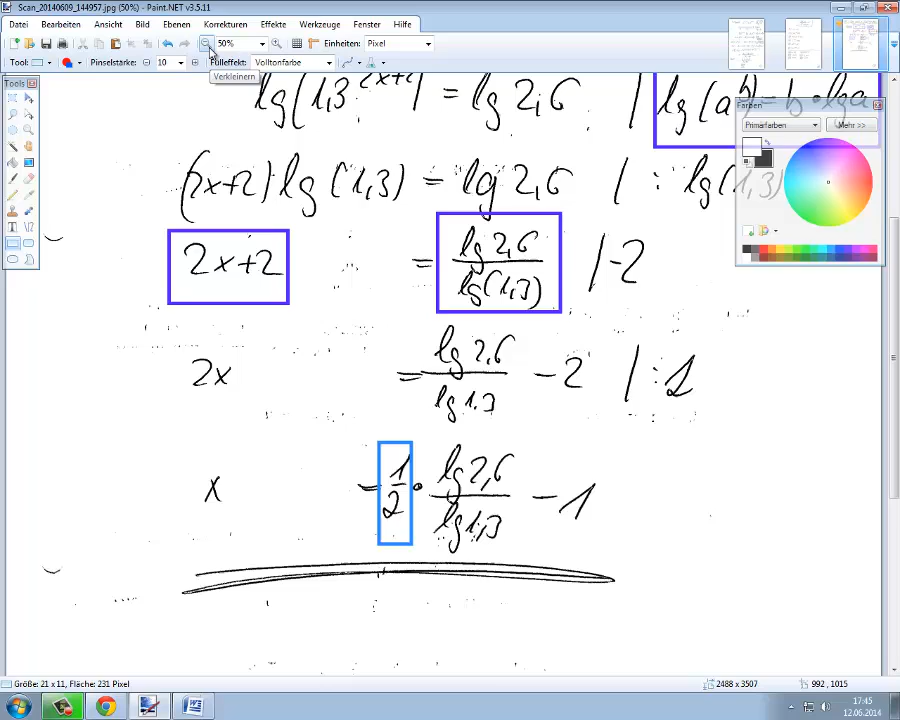 Scan_20140609_144957.jpg (50%) - Paint.NET v3.5.11
Datei Bearbeiten Ansicht Bild Ebenen Korrekturen Effekte Werkzeuge Fenster Hilfe
50% Einheiten: Pixel
Tool: Pinselstärke: 10 Fülleffekt: Volltonfarbe
Verkleinern
Tools
Farben
Primärfarben Mehr >>
lg(1,3^(2x+2)) = lg 2,6 | lg(a^b) = b · lg a
(2x+2) · lg(1,3) = lg 2,6 | : lg(1,3)
2x+2 = lg 2,6 / lg(1,3) | -2
2x = lg 2,6 / lg 1,3 - 2 | : 2
x = 1/2 · lg 2,6 / lg 1,3 - 1
Größe: 21 x 11, Fläche: 231 Pixel 2488 x 3507 992, 1015
17:45
12.06.2014